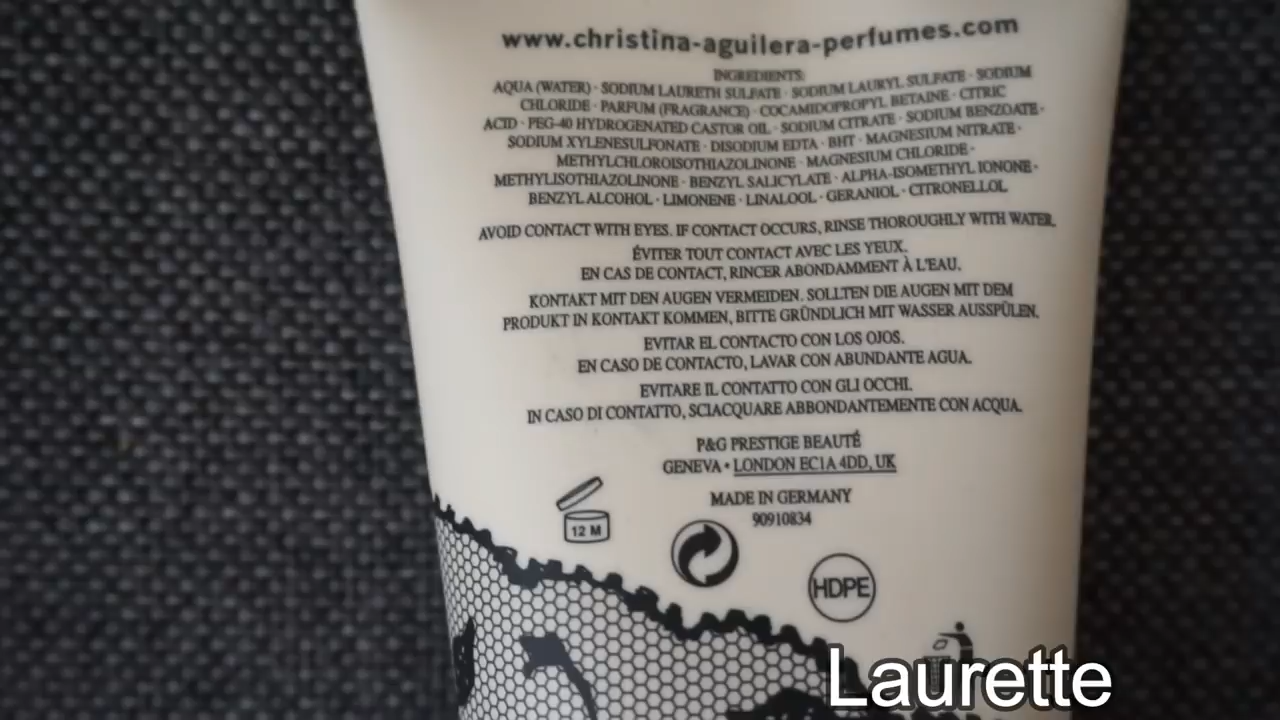 www.christina-aguilera-perfumes.com
INGREDIENTS:
AQUA (WATER) · SODIUM LAURETH SULFATE · SODIUM LAURYL SULFATE · SODIUM
CHLORIDE · PARFUM (FRAGRANCE) · COCAMIDOPROPYL BETAINE · CITRIC
ACID · PEG-40 HYDROGENATED CASTOR OIL · SODIUM CITRATE · SODIUM BENZOATE ·
SODIUM XYLENESULFONATE · DISODIUM EDTA · BHT · MAGNESIUM NITRATE ·
METHYLCHLOROISOTHIAZOLINONE · MAGNESIUM CHLORIDE ·
METHYLISOTHIAZOLINONE · BENZYL SALICYLATE · ALPHA-ISOMETHYL IONONE ·
BENZYL ALCOHOL · LIMONENE · LINALOOL · GERANIOL · CITRONELLOL
AVOID CONTACT WITH EYES. IF CONTACT OCCURS, RINSE THOROUGHLY WITH WATER.
ÉVITER TOUT CONTACT AVEC LES YEUX.
EN CAS DE CONTACT, RINCER ABONDAMMENT À L'EAU.
KONTAKT MIT DEN AUGEN VERMEIDEN. SOLLTEN DIE AUGEN MIT DEM
PRODUKT IN KONTAKT KOMMEN, BITTE GRÜNDLICH MIT WASSER AUSSPÜLEN.
EVITAR EL CONTACTO CON LOS OJOS.
EN CASO DE CONTACTO, LAVAR CON ABUNDANTE AGUA.
EVITARE IL CONTATTO CON GLI OCCHI.
IN CASO DI CONTATTO, SCIACQUARE ABBONDANTEMENTE CON ACQUA.
P&G PRESTIGE BEAUTÉ
GENEVA • LONDON EC1A 4DD, UK
MADE IN GERMANY
90910834
12 M
HDPE
Laurette